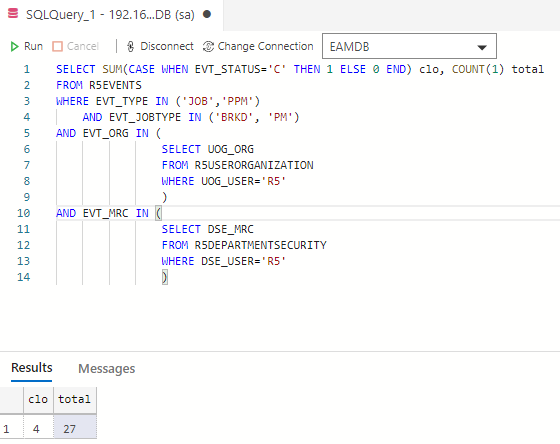 SQLQuery_1 - 192.16...DB (sa)
Run Cancel Disconnect Change Connection EAMDB
1 SELECT SUM(CASE WHEN EVT_STATUS='C' THEN 1 ELSE 0 END) clo, COUNT(1) total
2 FROM R5EVENTS
3 WHERE EVT_TYPE IN ('JOB','PPM')
4 AND EVT_JOBTYPE IN ('BRKD', 'PM')
5 AND EVT_ORG IN (
6 SELECT UOG_ORG
7 FROM R5USERORGANIZATION
8 WHERE UOG_USER='R5'
9 )
10 AND EVT_MRC IN (
11 SELECT DSE_MRC
12 FROM R5DEPARTMENTSECURITY
13 WHERE DSE_USER='R5'
14 )
Results Messages
clo total
1 4 27